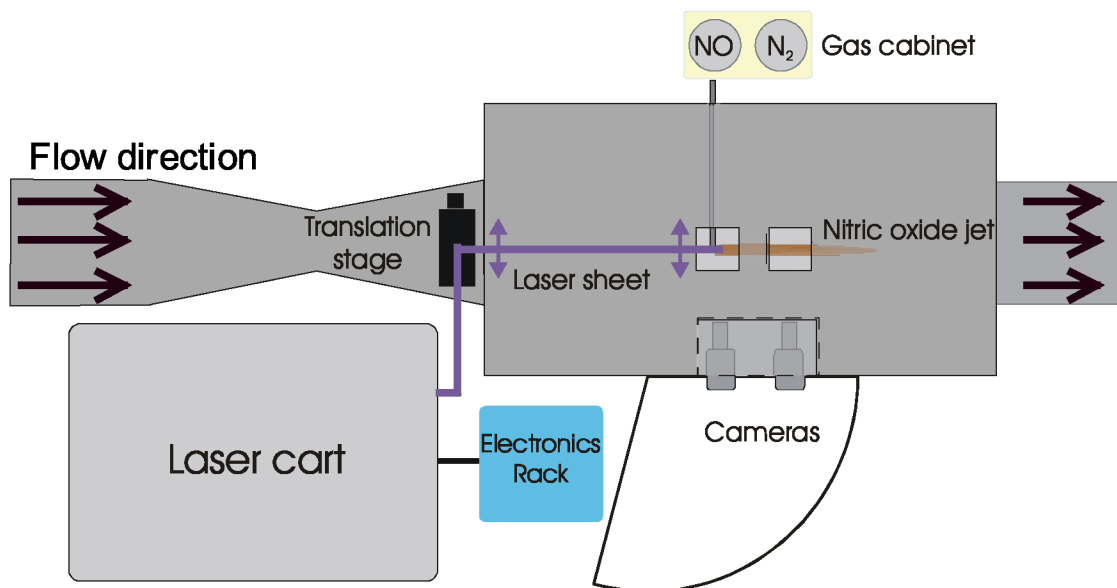 NO
N₂
Gas cabinet
Flow direction
Translation
stage
Laser sheet
Nitric oxide jet
Cameras
Laser cart
Electronics
Rack